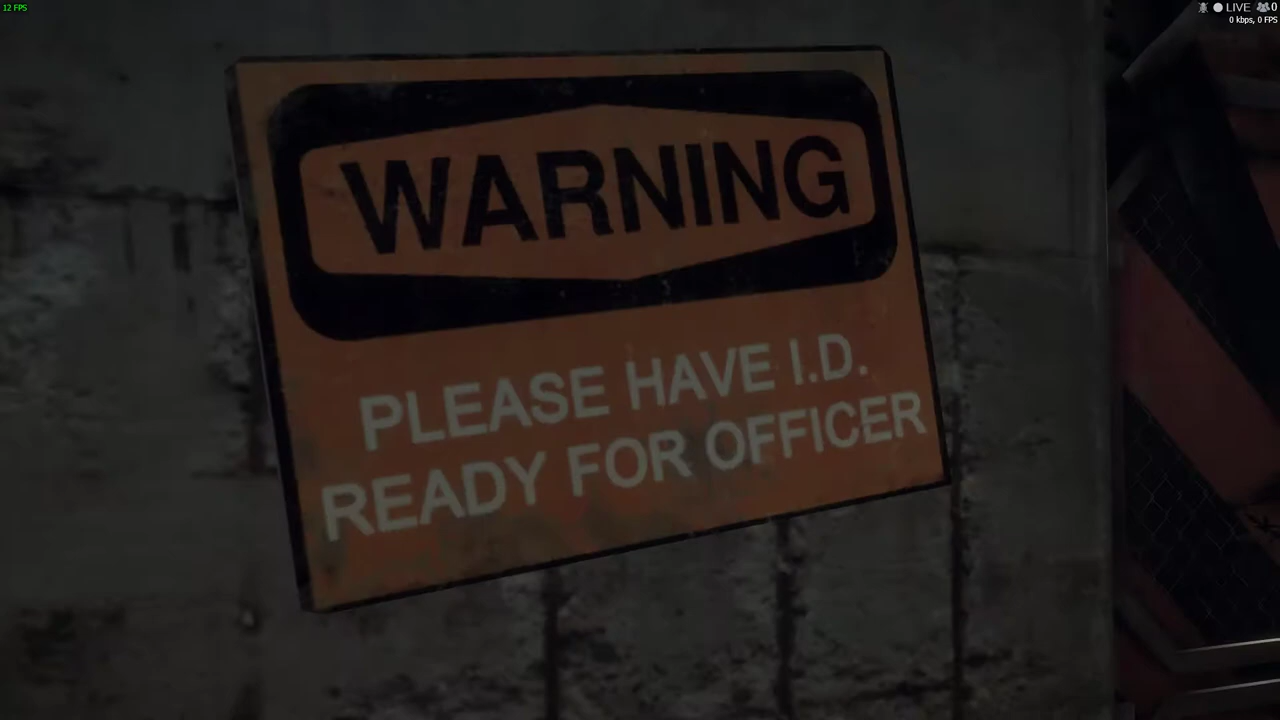 12 FPS
LIVE 0
0 kbps, 0 FPS
WARNING
PLEASE HAVE I.D.
READY FOR OFFICER